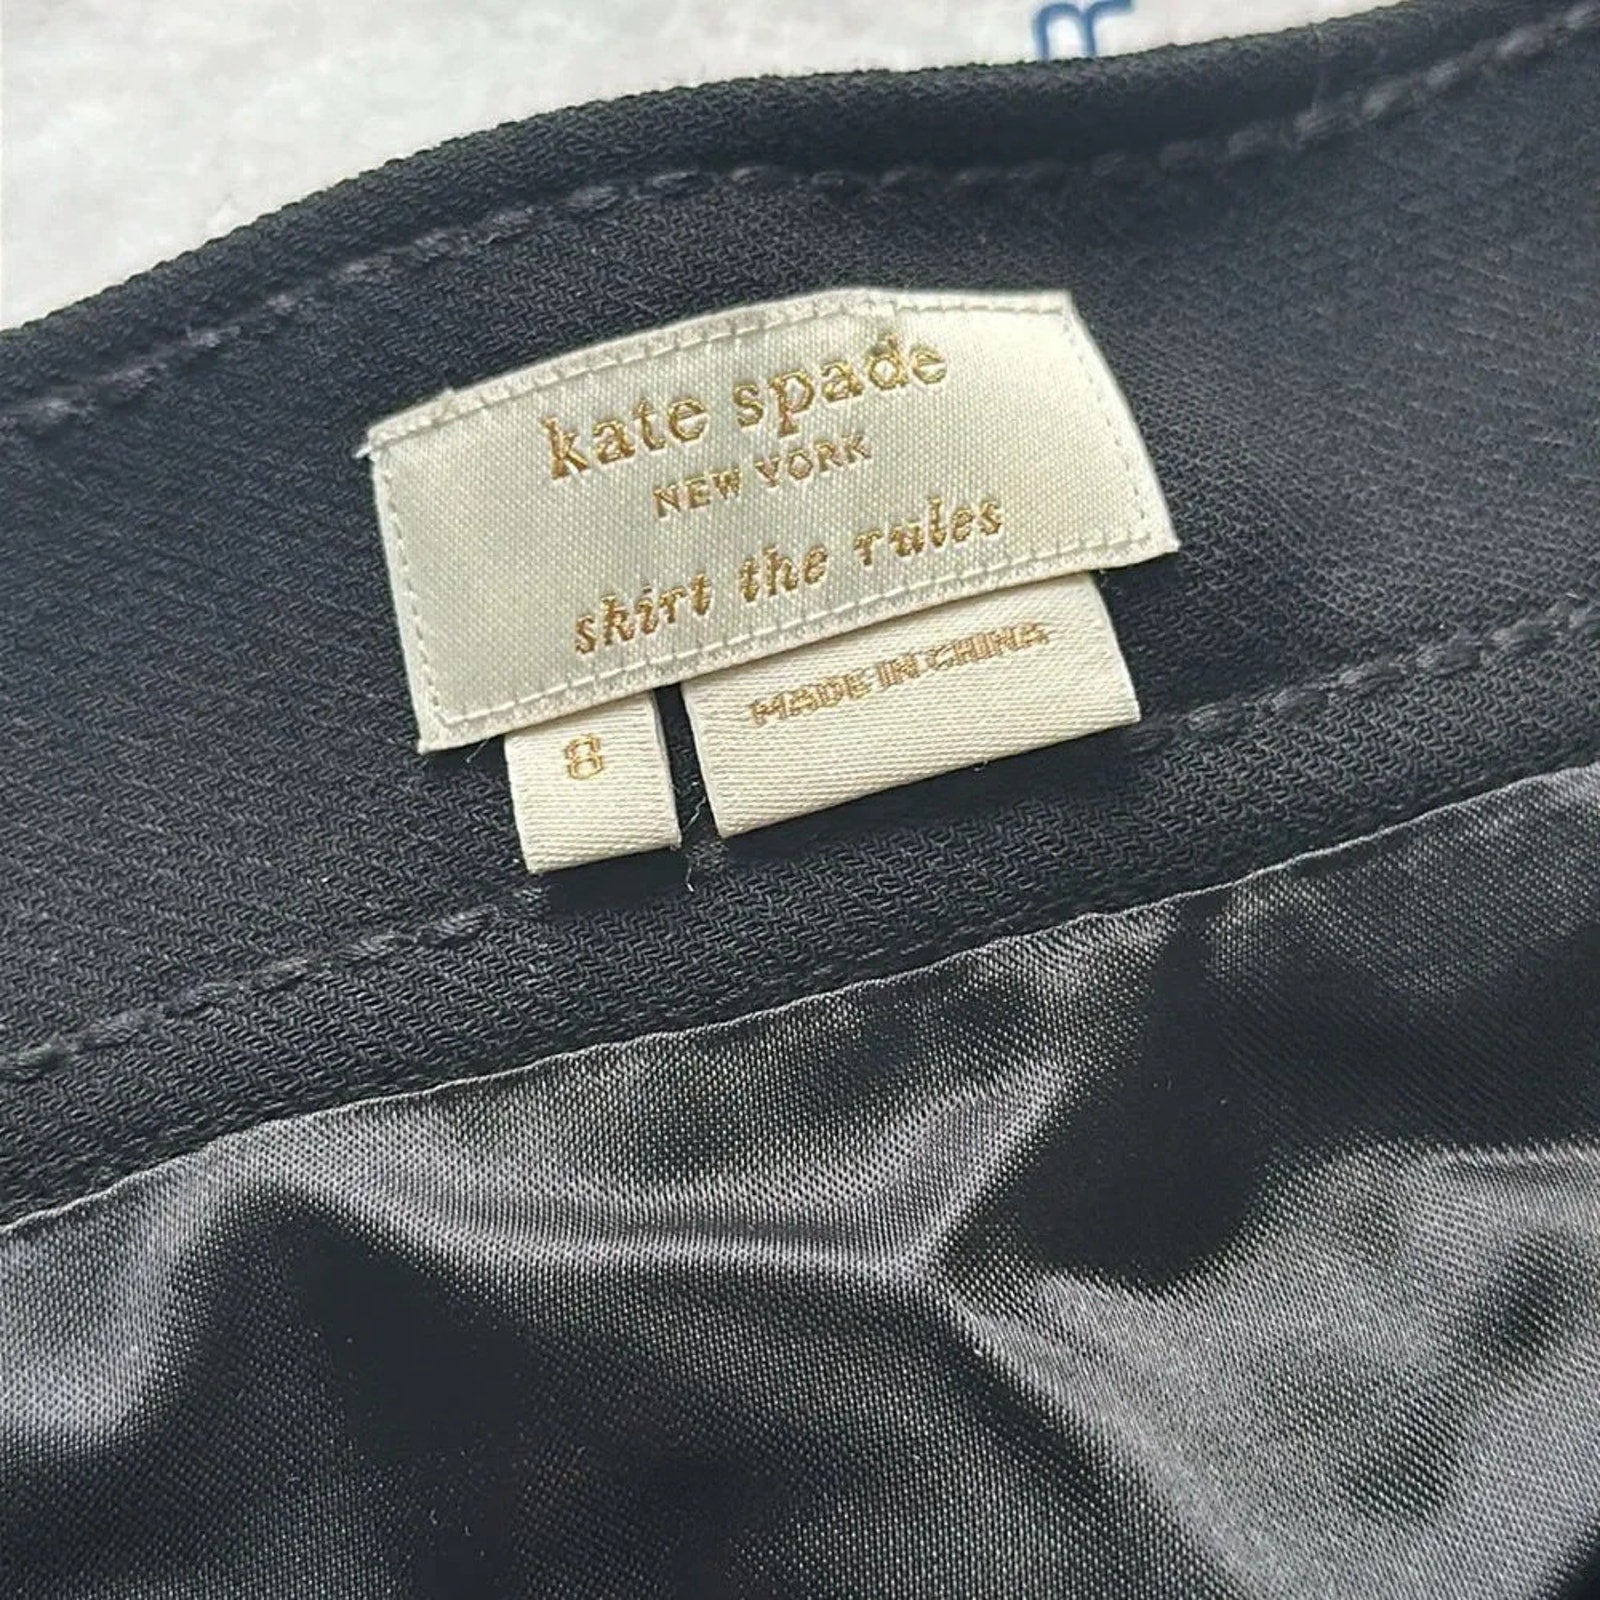 kate spade
NEW YORK
skirt the rules
8
MADE IN CHINA